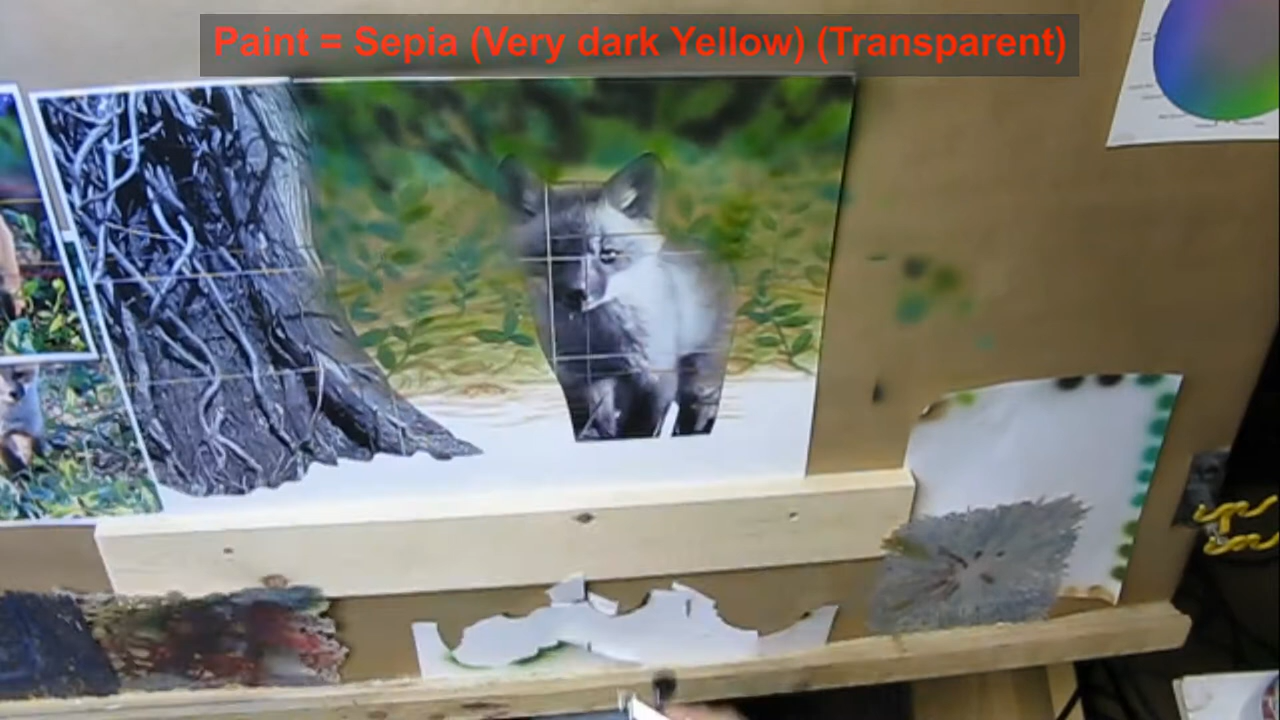 Paint = Sepia (Very dark Yellow) (Transparent)